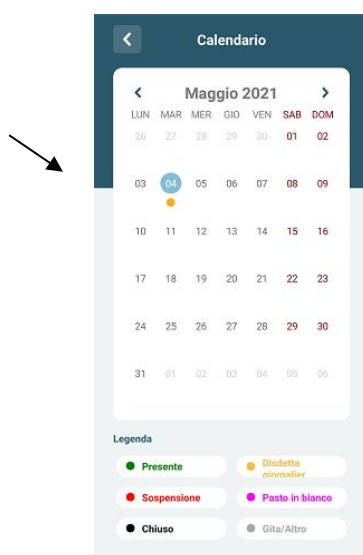 Calendario
Maggio 2021
LUN MAR MER GIO VEN SAB DOM
26 27 28 29 30 01 02
03 04 05 06 07 08 09
10 11 12 13 14 15 16
17 18 19 20 21 22 23
24 25 26 27 28 29 30
31 01 02 03 04 05 06
Legenda
Presente
Disdetta
giornalier
Sospensione
Pasto in bianco
Chiuso
Gita/Altro